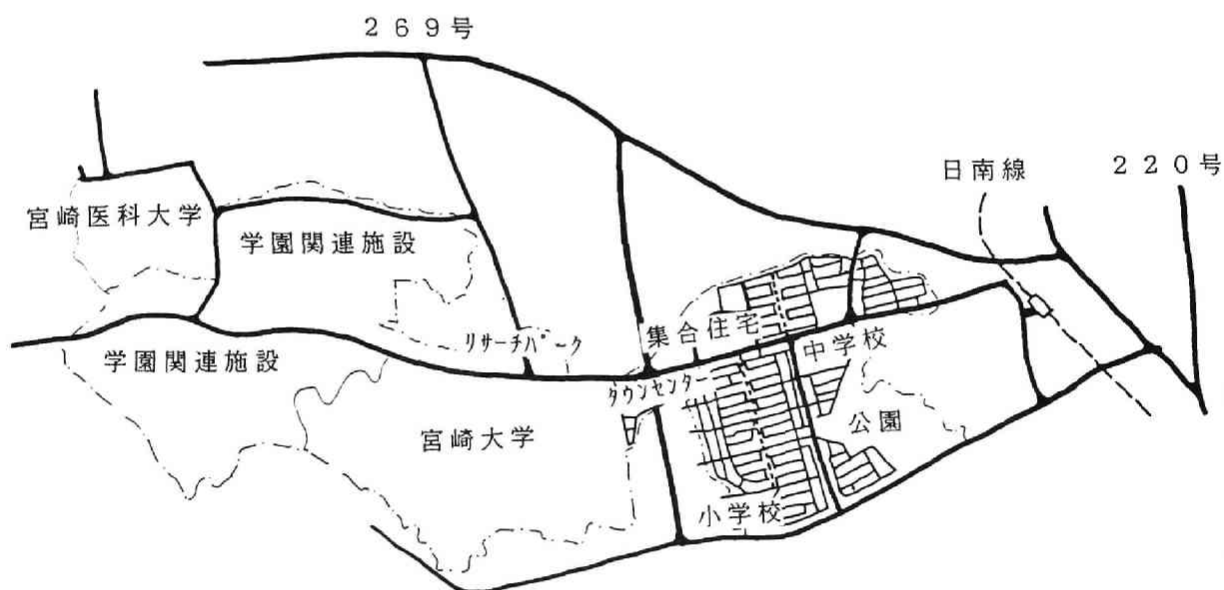 269号
日南線
220号
宮崎医科大学
学園関連施設
リサーチパーク
集合住宅
中学校
学園関連施設
タウンセンター
宮崎大学
公園
小学校